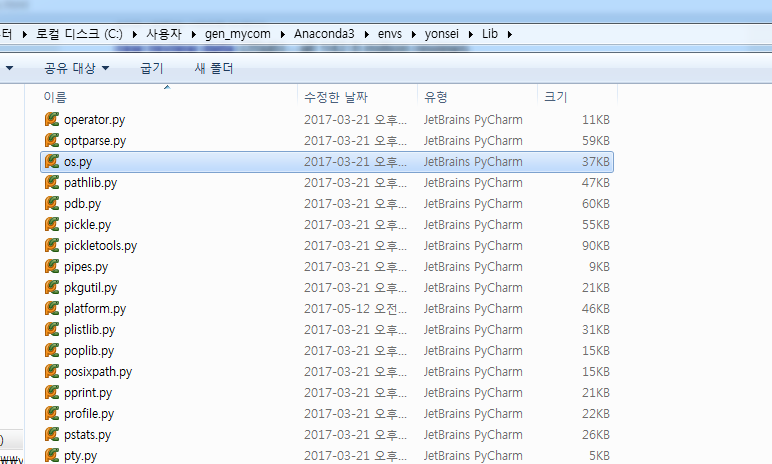 터 ▸ 로컬 디스크 (C:) ▸ 사용자 ▸ gen_mycom ▸ Anaconda3 ▸ envs ▸ yonsei ▸ Lib ▸
공유 대상 ▾ 굽기 새 폴더
이름 수정한 날짜 유형 크기
operator.py 2017-03-21 오후... JetBrains PyCharm 11KB
optparse.py 2017-03-21 오후... JetBrains PyCharm 59KB
os.py 2017-03-21 오후... JetBrains PyCharm 37KB
pathlib.py 2017-03-21 오후... JetBrains PyCharm 47KB
pdb.py 2017-03-21 오후... JetBrains PyCharm 60KB
pickle.py 2017-03-21 오후... JetBrains PyCharm 55KB
pickletools.py 2017-03-21 오후... JetBrains PyCharm 90KB
pipes.py 2017-03-21 오후... JetBrains PyCharm 9KB
pkgutil.py 2017-03-21 오후... JetBrains PyCharm 21KB
platform.py 2017-05-12 오전... JetBrains PyCharm 46KB
plistlib.py 2017-03-21 오후... JetBrains PyCharm 31KB
poplib.py 2017-03-21 오후... JetBrains PyCharm 15KB
posixpath.py 2017-03-21 오후... JetBrains PyCharm 15KB
pprint.py 2017-03-21 오후... JetBrains PyCharm 21KB
profile.py 2017-03-21 오후... JetBrains PyCharm 22KB
pstats.py 2017-03-21 오후... JetBrains PyCharm 26KB
pty.py 2017-03-21 오후... JetBrains PyCharm 5KB